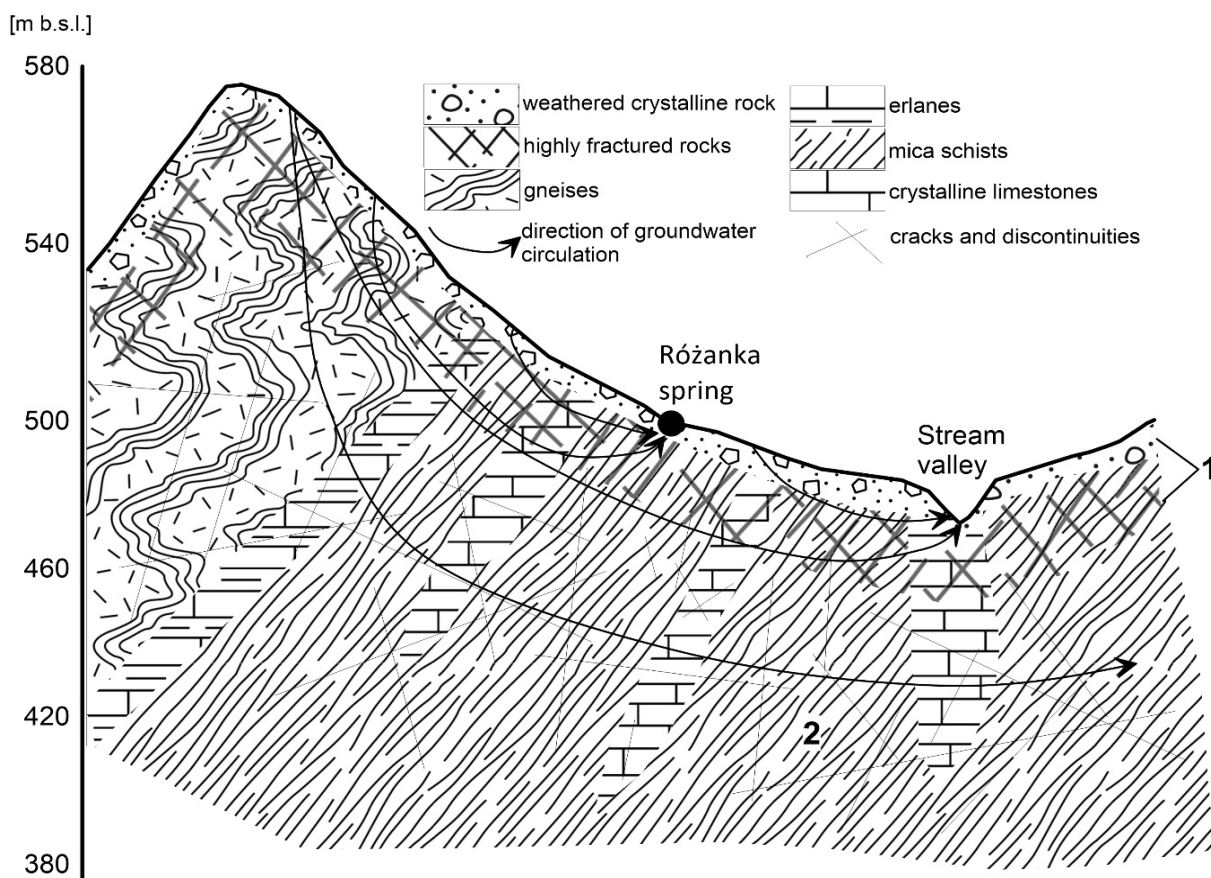 [m b.s.l.]
580
540
500
460
420
380
weathered crystalline rock
highly fractured rocks
gneises
direction of groundwater
circulation
erlanes
mica schists
crystalline limestones
cracks and discontinuities
Różanka
spring
Stream
valley
1
2